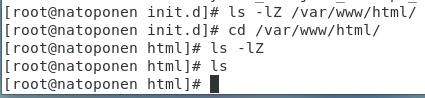 [root@natoponen init.d]# ls -lZ /var/www/html/
[root@natoponen init.d]# cd /var/www/html/
[root@natoponen html]# ls -lZ
[root@natoponen html]# ls
[root@natoponen html]#